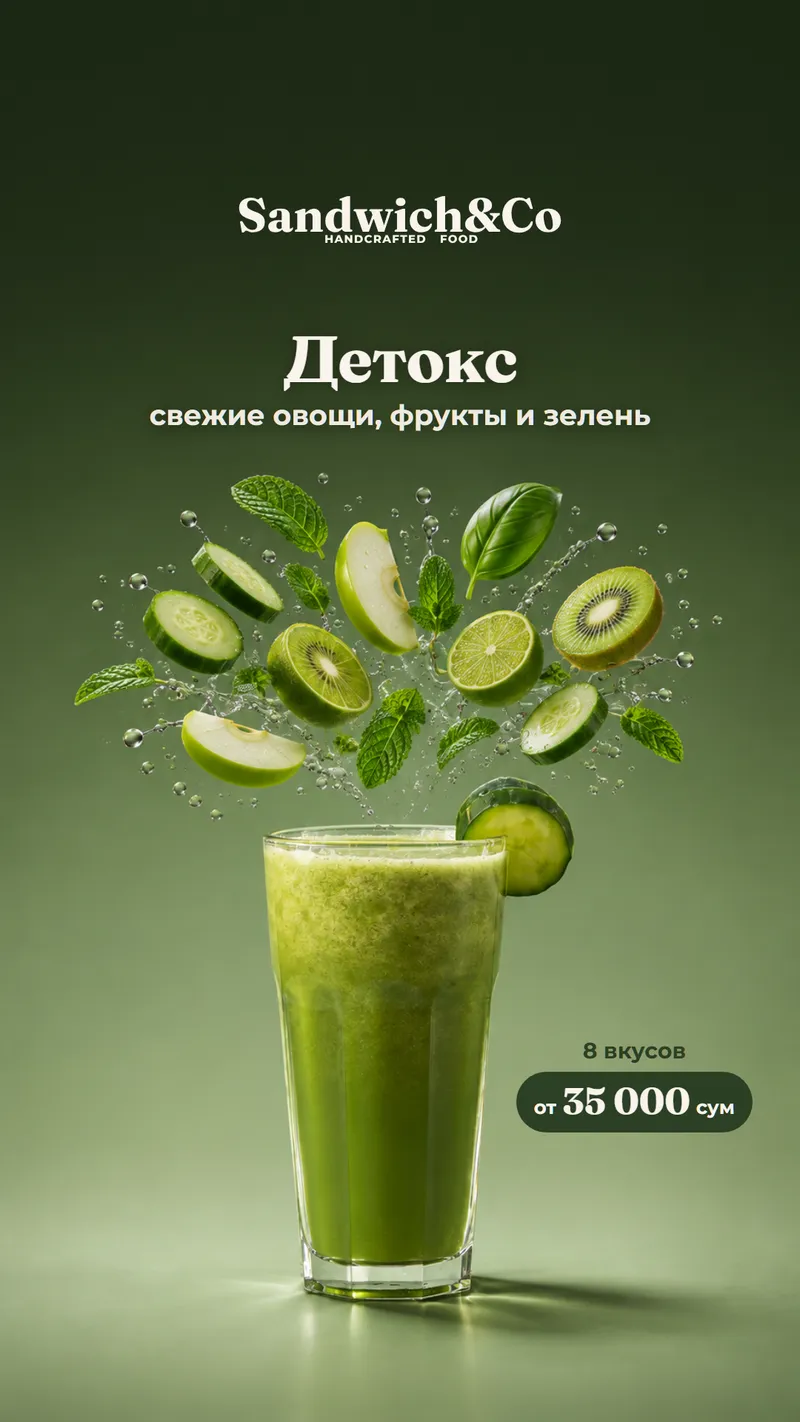 Sandwich&Co
HANDCRAFTED FOOD
Детокс
свежие овощи, фрукты и зелень
8 вкусов
от 35 000 сум